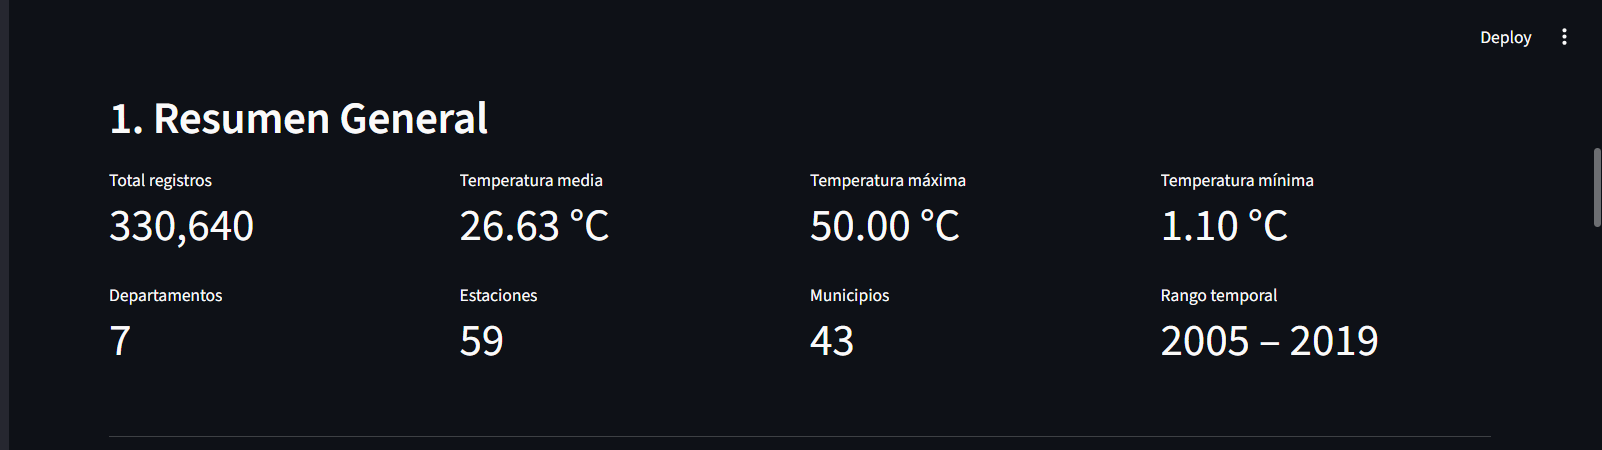 Deploy
1. Resumen General
Total registros
330,640
Temperatura media
26.63 °C
Temperatura máxima
50.00 °C
Temperatura mínima
1.10 °C
Departamentos
7
Estaciones
59
Municipios
43
Rango temporal
2005 – 2019